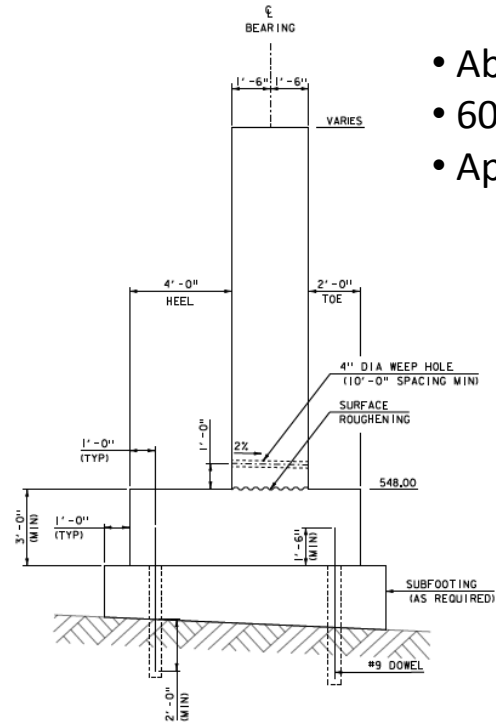 ℄
BEARING
1'-6" 1'-6"
• Ab
• 60
• Ap
VARIES
4'-0"
HEEL
2'-0"
TOE
4" DIA WEEP HOLE
(10'-0" SPACING MIN)
SURFACE
ROUGHENING
1'-0"
2%
1'-0"
(TYP)
548.00
3'-0"
(MIN)
1'-0"
(TYP)
1'-6"
(MIN)
SUBFOOTING
(AS REQUIRED)
2'-0"
(MIN)
#9 DOWEL